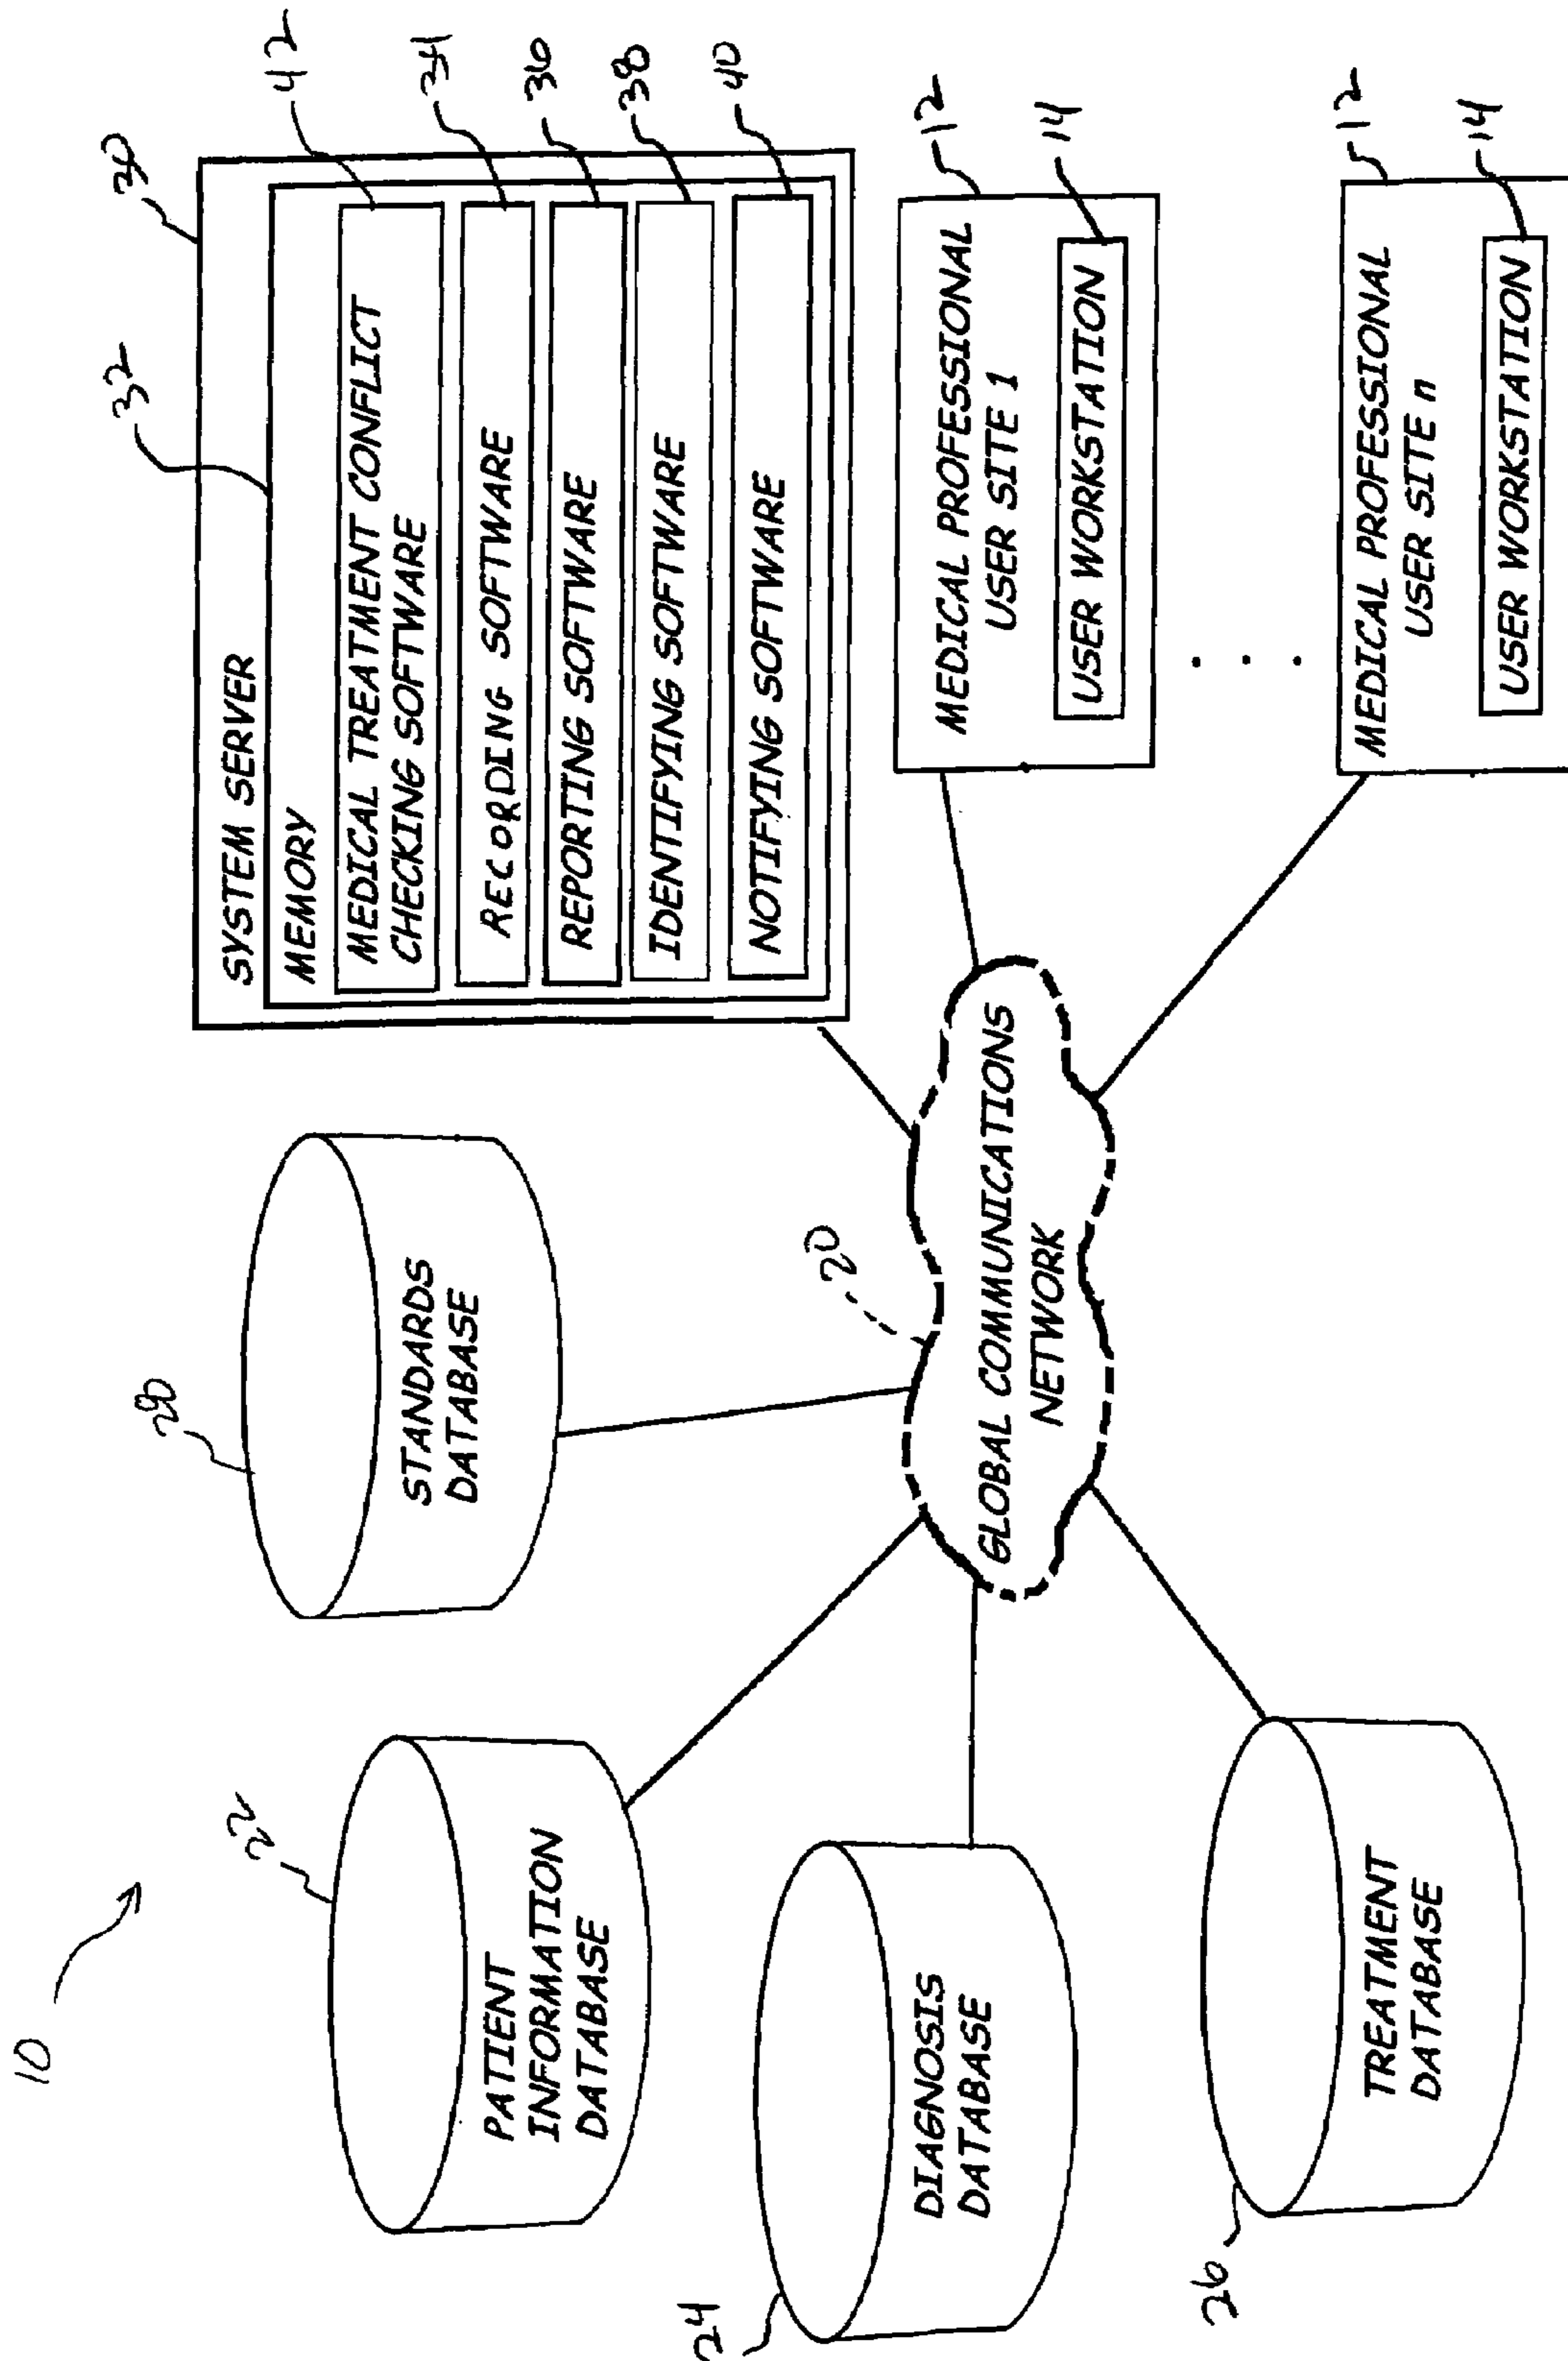 10
22
PATIENT
INFORMATION
DATABASE
24
DIAGNOSIS
DATABASE
26
TREATMENT
DATABASE
28
STANDARDS
DATABASE
20
GLOBAL COMMUNICATIONS
NETWORK
30
32
SYSTEM SERVER
MEMORY
42
MEDICAL TREATMENT CONFLICT
CHECKING SOFTWARE
34
RECORDING SOFTWARE
36
REPORTING SOFTWARE
38
IDENTIFYING SOFTWARE
40
NOTIFYING SOFTWARE
12
MEDICAL PROFESSIONAL
USER SITE 1
14
USER WORKSTATION
12
MEDICAL PROFESSIONAL
USER SITE n
14
USER WORKSTATION